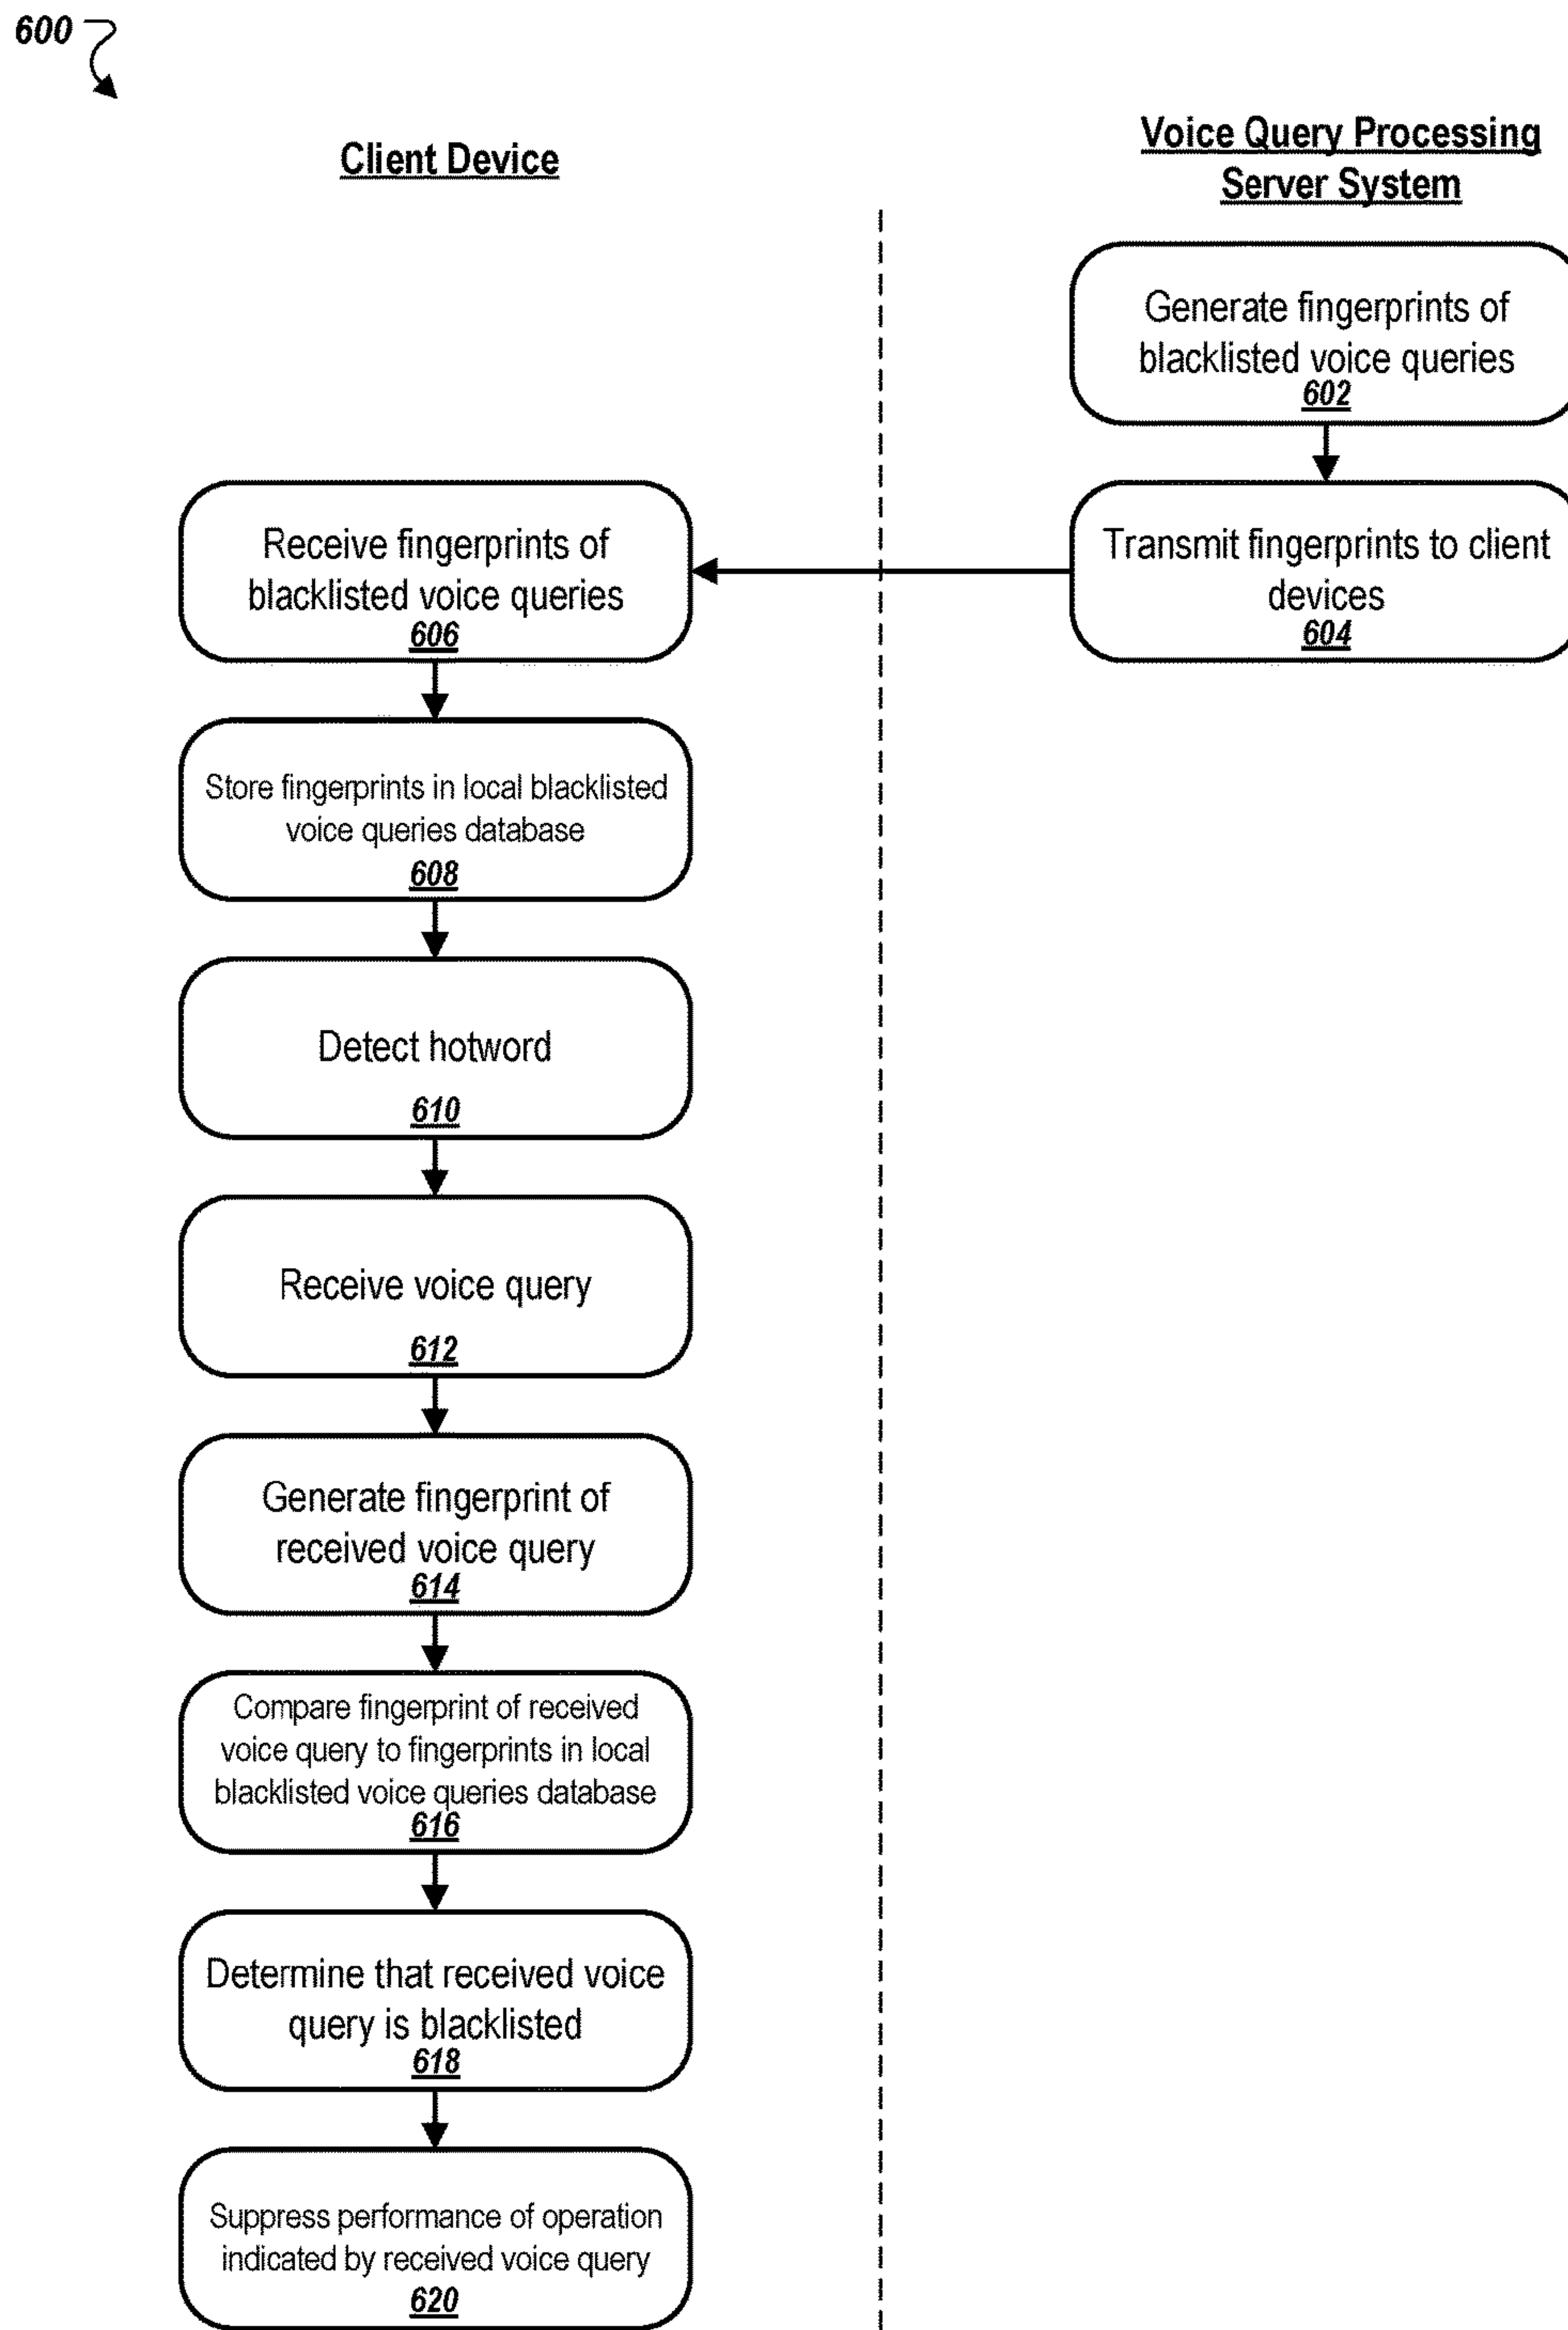 600
Client Device
Voice Query Processing
Server System
Generate fingerprints of
blacklisted voice queries
602
Transmit fingerprints to client
devices
604
Receive fingerprints of
blacklisted voice queries
606
Store fingerprints in local blacklisted
voice queries database
608
Detect hotword
610
Receive voice query
612
Generate fingerprint of
received voice query
614
Compare fingerprint of received
voice query to fingerprints in local
blacklisted voice queries database
616
Determine that received voice
query is blacklisted
618
Suppress performance of operation
indicated by received voice query
620